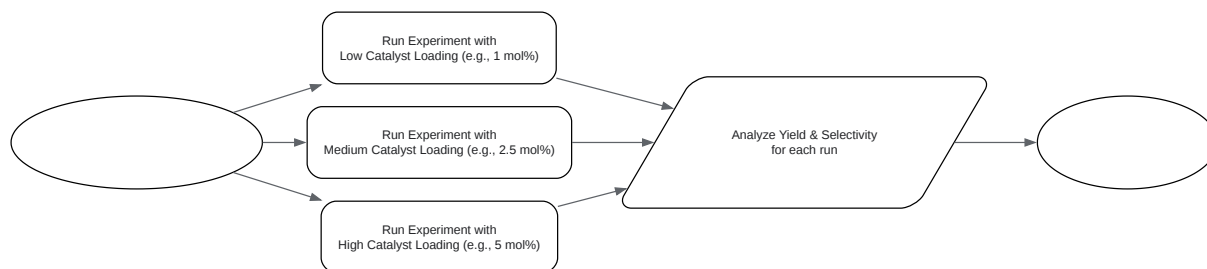 Run Experiment with
Low Catalyst Loading (e.g., 1 mol%)
Run Experiment with
Medium Catalyst Loading (e.g., 2.5 mol%)
Run Experiment with
High Catalyst Loading (e.g., 5 mol%)
Analyze Yield & Selectivity
for each run